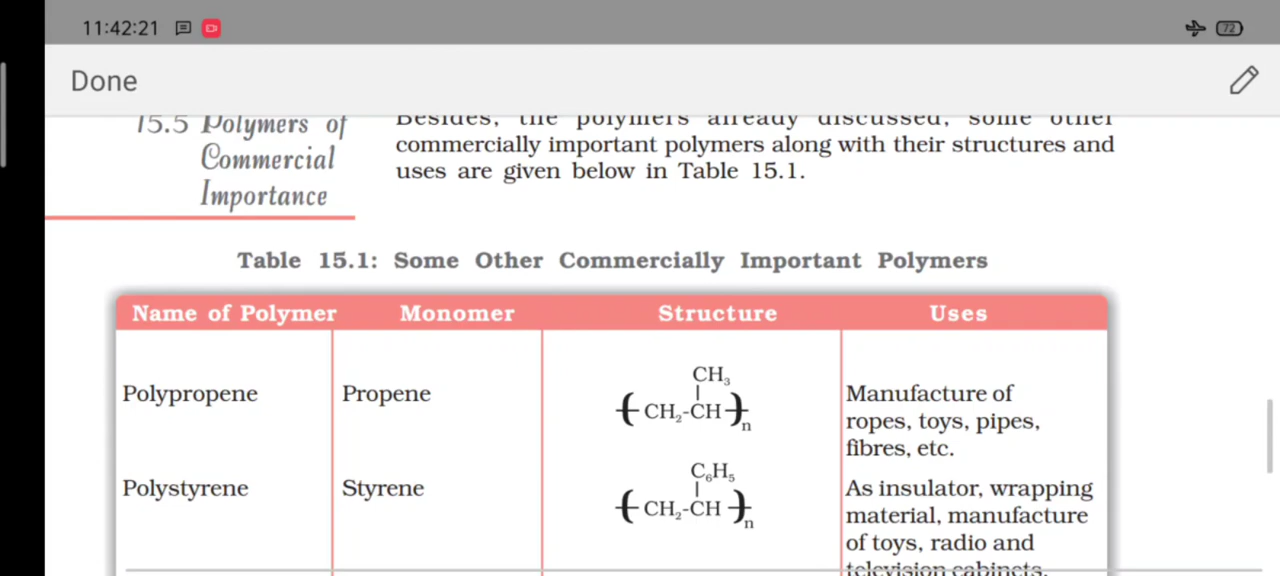 11:42:21
72
Done
15.5 Polymers of
Commercial
Importance
Besides, the polymers already discussed, some other
commercially important polymers along with their structures and
uses are given below in Table 15.1.
Table 15.1: Some Other Commercially Important Polymers
Name of Polymer Monomer Structure Uses
Polypropene
Propene
CH₃
(CH₂-CH)n
Manufacture of
ropes, toys, pipes,
fibres, etc.
Polystyrene
Styrene
C₆H₅
(CH₂-CH)n
As insulator, wrapping
material, manufacture
of toys, radio and
television cabinets.